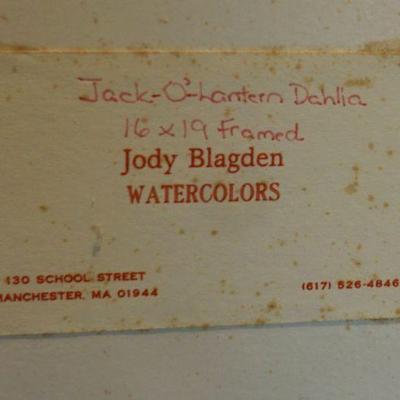 Jack-O'-Lantern Dahlia
16 x 19 Framed
Jody Blagden
WATERCOLORS
130 SCHOOL STREET
MANCHESTER, MA 01944
(617) 526-4846